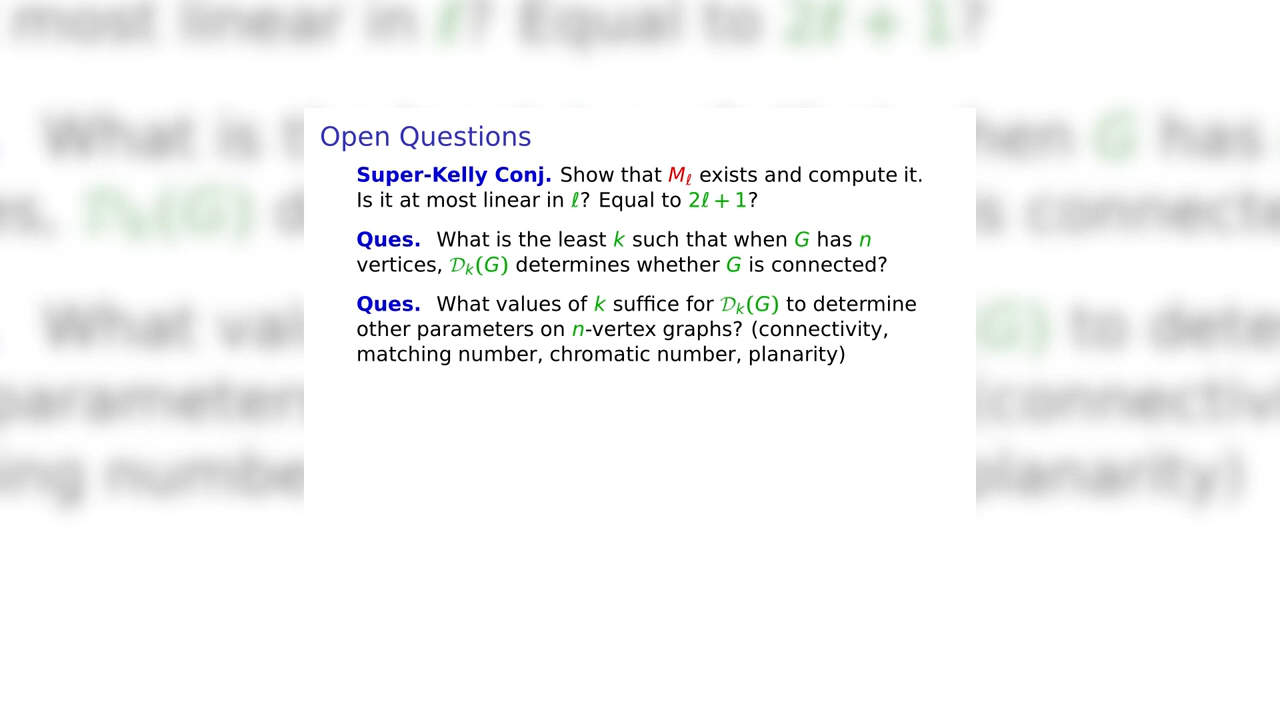 Open Questions
Super-Kelly Conj. Show that Mℓ exists and compute it.
Is it at most linear in ℓ? Equal to 2ℓ + 1?
Ques. What is the least k such that when G has n
vertices, 𝒟k(G) determines whether G is connected?
Ques. What values of k suffice for 𝒟k(G) to determine
other parameters on n-vertex graphs? (connectivity,
matching number, chromatic number, planarity)